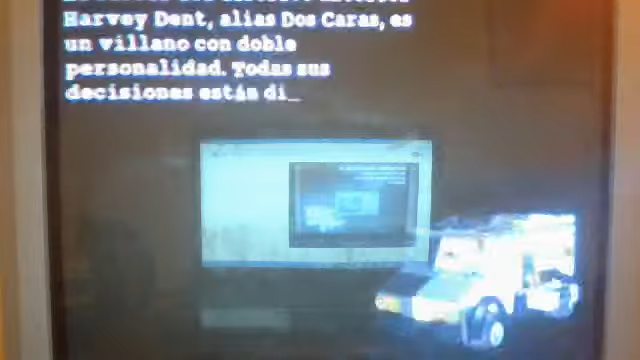 Harvey Dent, alias Dos Caras, es
un villano con doble
personalidad. Todas sus
decisiones están di_